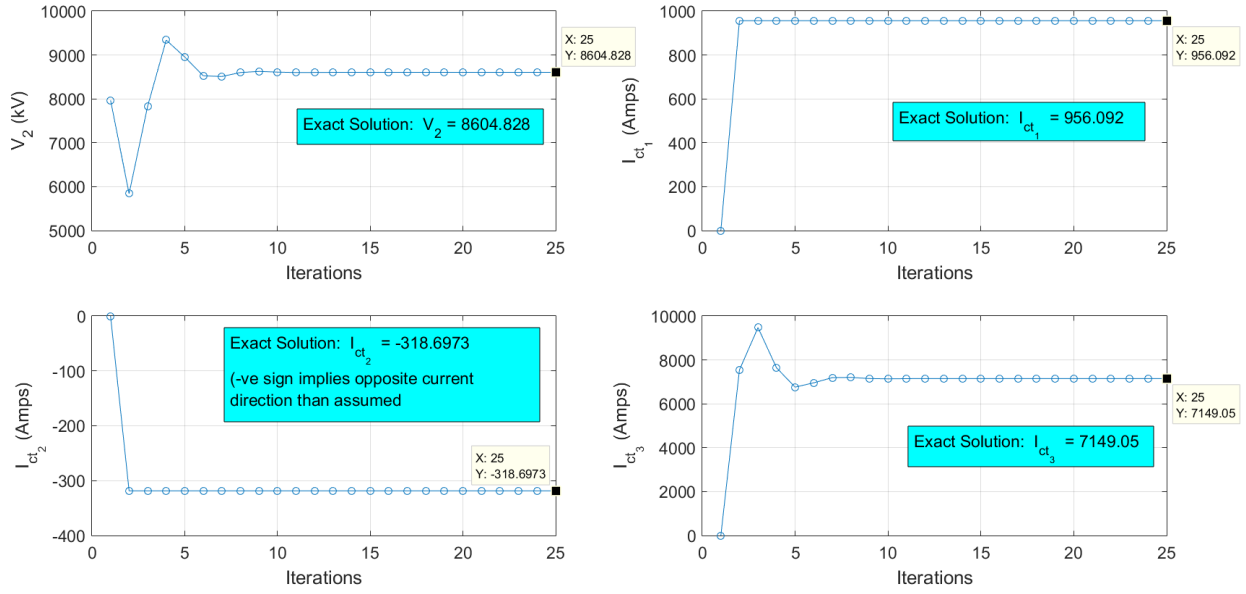 V2 (kV)
10000
9000
8000
7000
6000
5000
0
5
10
15
20
25
Iterations
X: 25
Y: 8604.828
Exact Solution: V2 = 8604.828
Ict1 (Amps)
1000
800
600
400
200
0
0
5
10
15
20
25
Iterations
X: 25
Y: 956.092
Exact Solution: Ict1 = 956.092
Ict2 (Amps)
0
-100
-200
-300
-400
0
5
10
15
20
25
Iterations
Exact Solution: Ict2 = -318.6973
(-ve sign implies opposite current
direction than assumed
X: 25
Y: -318.6973
Ict3 (Amps)
10000
8000
6000
4000
2000
0
0
5
10
15
20
25
Iterations
X: 25
Y: 7149.05
Exact Solution: Ict3 = 7149.05